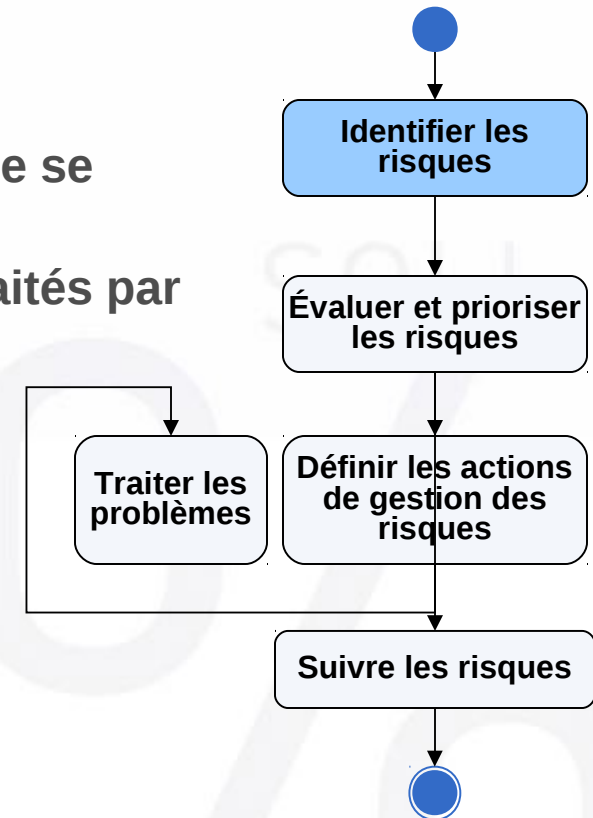 Identifier les
risques
e se
aités par
Évaluer et prioriser
les risques
Traiter les
problèmes
Définir les actions
de gestion des
risques
Suivre les risques